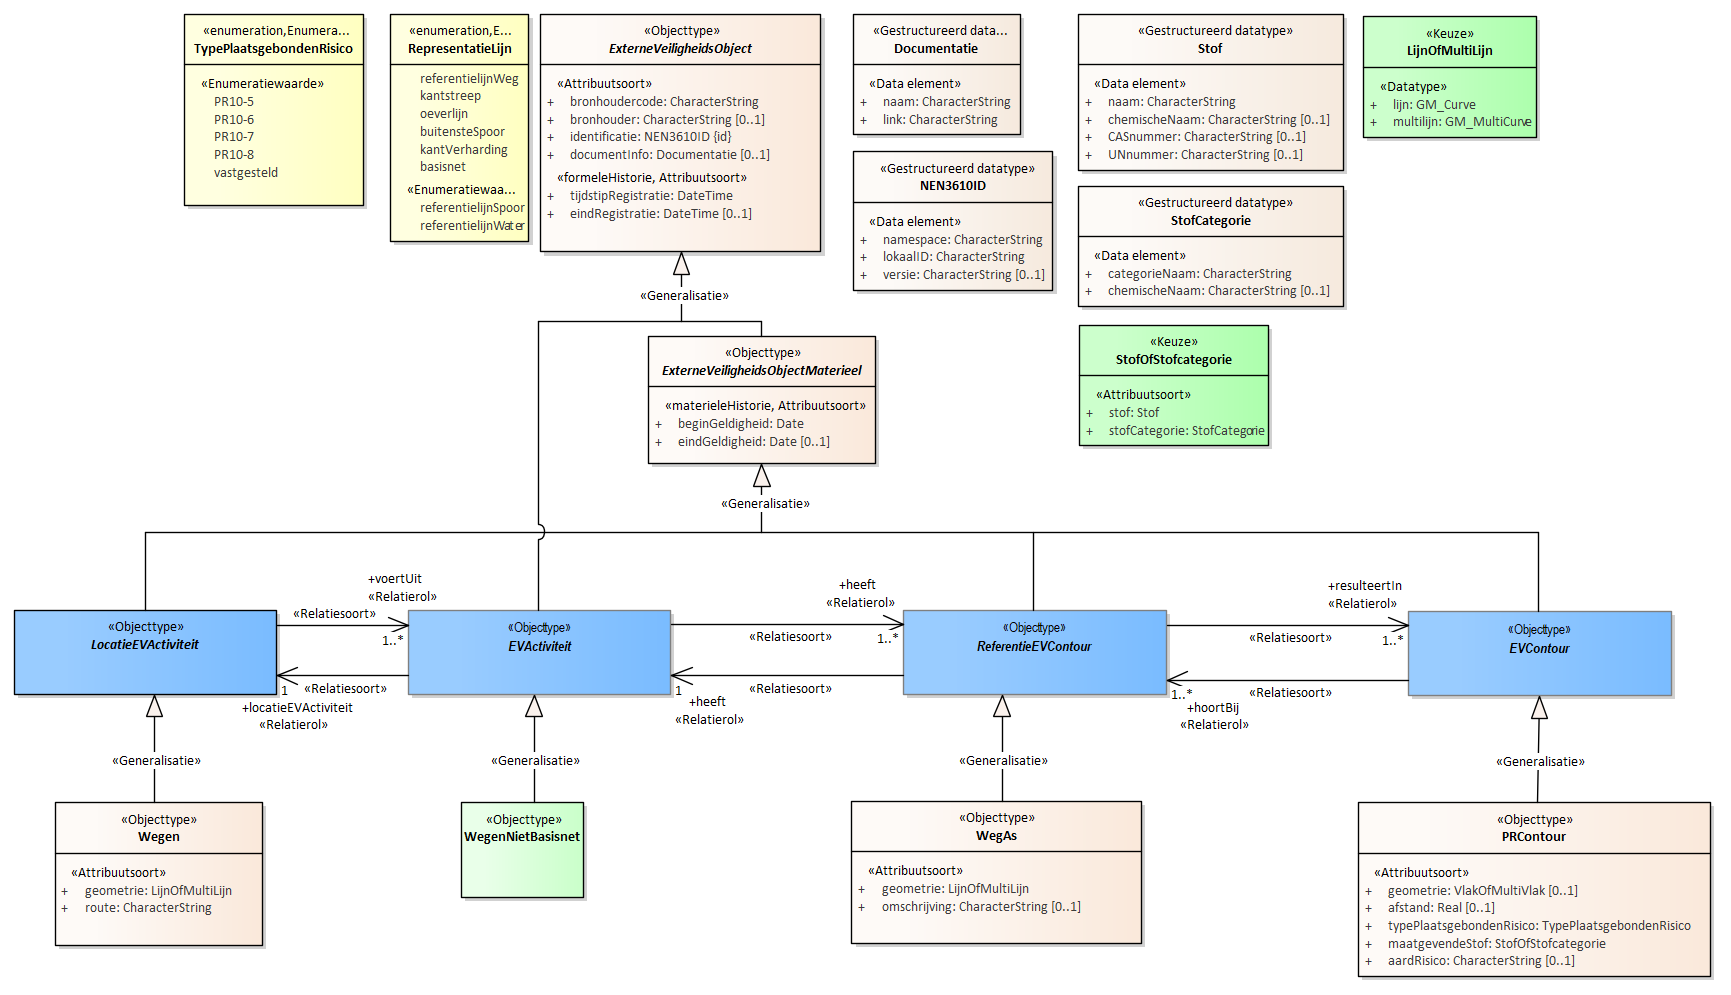 «enumeration,Enumera...
TypePlaatsgebondenRisico
«Enumeratiewaarde»
PR10-5
PR10-6
PR10-7
PR10-8
vastgesteld
«enumeration,E...
RepresentatieLijn
referentielijnWeg
kantstreep
oeverlijn
buitensteSpoor
kantVerharding
basisnet
«Enumeratiewaa...
referentielijnSpoor
referentielijnWater
«Objecttype»
ExterneVeiligheidsObject
«Attribuutsoort»
+ bronhoudercode: CharacterString
+ bronhouder: CharacterString [0..1]
+ identificatie: NEN3610ID {id}
+ documentInfo: Documentatie [0..1]
«formeleHistorie, Attribuutsoort»
+ tijdstipRegistratie: DateTime
+ eindRegistratie: DateTime [0..1]
«Gestructureerd data...
Documentatie
«Data element»
+ naam: CharacterString
+ link: CharacterString
«Gestructureerd datatype»
NEN3610ID
«Data element»
+ namespace: CharacterString
+ lokaalID: CharacterString
+ versie: CharacterString [0..1]
«Gestructureerd datatype»
Stof
«Data element»
+ naam: CharacterString
+ chemischeNaam: CharacterString [0..1]
+ CASnummer: CharacterString [0..1]
+ UNnummer: CharacterString [0..1]
«Gestructureerd datatype»
StofCategorie
«Data element»
+ categorieNaam: CharacterString
+ chemischeNaam: CharacterString [0..1]
«Keuze»
StofOfStofcategorie
«Attribuutsoort»
+ stof: Stof
+ stofCategorie: StofCategorie
«Keuze»
LijnOfMultiLijn
«Datatype»
+ lijn: GM_Curve
+ multilijn: GM_MultiCurve
«Generalisatie»
«Objecttype»
ExterneVeiligheidsObjectMaterieel
«materieleHistorie, Attribuutsoort»
+ beginGeldigheid: Date
+ eindGeldigheid: Date [0..1]
«Generalisatie»
«Objecttype»
LocatieEVActiviteit
+voertUit
«Relatierol»
«Relatiesoort»
1..*
1
«Relatiesoort»
+locatieEVActiviteit
«Relatierol»
«Objecttype»
EVActiviteit
+heeft
«Relatierol»
«Relatiesoort»
1..*
1
«Relatiesoort»
+heeft
«Relatierol»
«Objecttype»
ReferentieEVContour
+resulteertIn
«Relatierol»
«Relatiesoort»
1..*
1..*
«Relatiesoort»
+hoortBij
«Relatierol»
«Objecttype»
EVContour
«Generalisatie»
«Generalisatie»
«Generalisatie»
«Generalisatie»
«Objecttype»
Wegen
«Attribuutsoort»
+ geometrie: LijnOfMultiLijn
+ route: CharacterString
«Objecttype»
WegenNietBasisnet
«Objecttype»
WegAs
«Attribuutsoort»
+ geometrie: LijnOfMultiLijn
+ omschrijving: CharacterString [0..1]
«Objecttype»
PRContour
«Attribuutsoort»
+ geometrie: VlakOfMultiVlak [0..1]
+ afstand: Real [0..1]
+ typePlaatsgebondenRisico: TypePlaatsgebondenRisico
+ maatgevendeStof: StofOfStofcategorie
+ aardRisico: CharacterString [0..1]